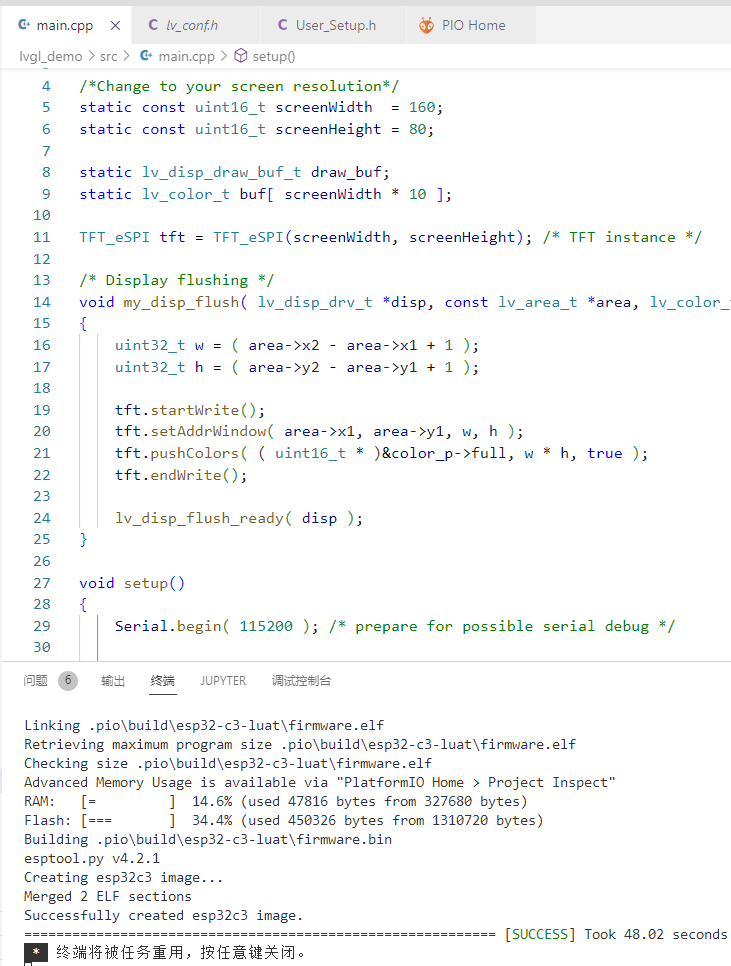 main.cpp
lv_conf.h
User_Setup.h
PIO Home
lvgl_demo > src > main.cpp > setup()
4 /*Change to your screen resolution*/
5 static const uint16_t screenWidth  = 160;
6 static const uint16_t screenHeight = 80;
7
8 static lv_disp_draw_buf_t draw_buf;
9 static lv_color_t buf[ screenWidth * 10 ];
10
11 TFT_eSPI tft = TFT_eSPI(screenWidth, screenHeight); /* TFT instance */
12
13 /* Display flushing */
14 void my_disp_flush( lv_disp_drv_t *disp, const lv_area_t *area, lv_color_
15 {
16 uint32_t w = ( area->x2 - area->x1 + 1 );
17 uint32_t h = ( area->y2 - area->y1 + 1 );
18
19 tft.startWrite();
20 tft.setAddrWindow( area->x1, area->y1, w, h );
21 tft.pushColors( ( uint16_t * )&color_p->full, w * h, true );
22 tft.endWrite();
23
24 lv_disp_flush_ready( disp );
25 }
26
27 void setup()
28 {
29 Serial.begin( 115200 ); /* prepare for possible serial debug */
30
问题 6 输出 终端 JUPYTER 调试控制台
Linking .pio\build\esp32-c3-luat\firmware.elf
Retrieving maximum program size .pio\build\esp32-c3-luat\firmware.elf
Checking size .pio\build\esp32-c3-luat\firmware.elf
Advanced Memory Usage is available via "PlatformIO Home > Project Inspect"
RAM:   [=         ]  14.6% (used 47816 bytes from 327680 bytes)
Flash: [===       ]  34.4% (used 450326 bytes from 1310720 bytes)
Building .pio\build\esp32-c3-luat\firmware.bin
esptool.py v4.2.1
Creating esp32c3 image...
Merged 2 ELF sections
Successfully created esp32c3 image.
=========================================================== [SUCCESS] Took 48.02 seconds
* 终端将被任务重用，按任意键关闭。